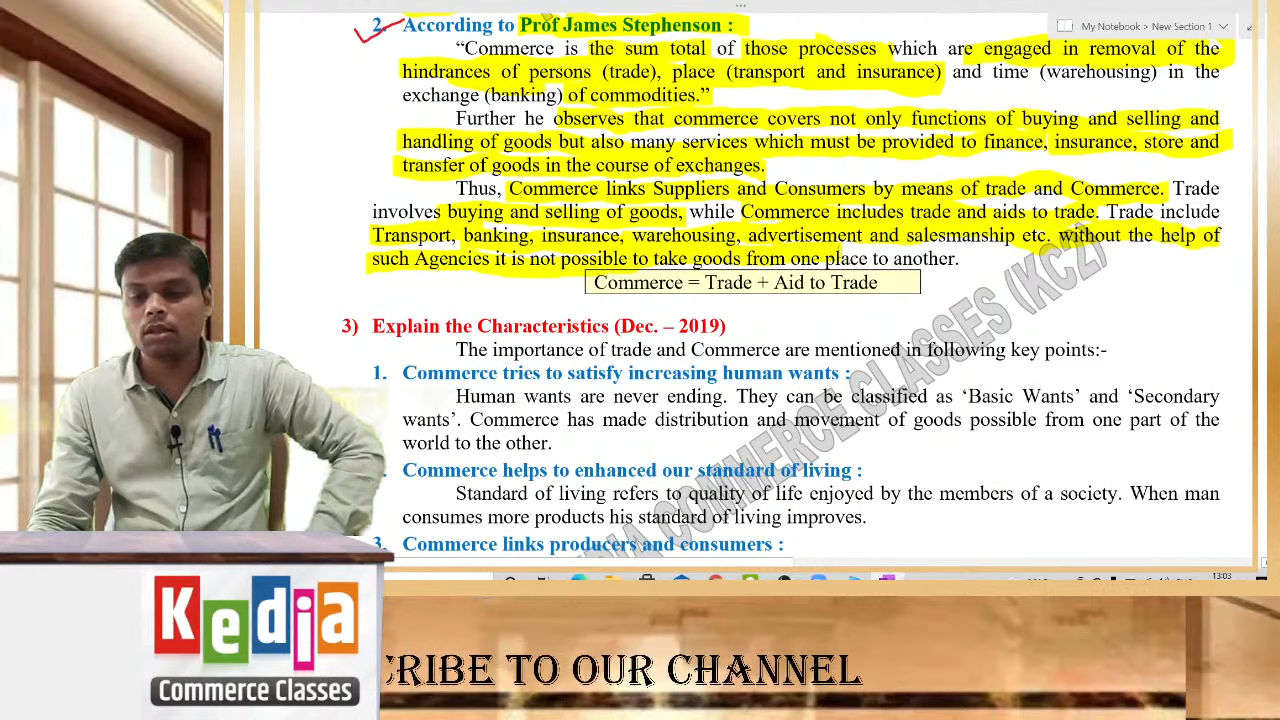 My Notebook > New Section 1
2. According to Prof James Stephenson :
“Commerce is the sum total of those processes which are engaged in removal of the
hindrances of persons (trade), place (transport and insurance) and time (warehousing) in the
exchange (banking) of commodities.”
Further he observes that commerce covers not only functions of buying and selling and
handling of goods but also many services which must be provided to finance, insurance, store and
transfer of goods in the course of exchanges.
Thus, Commerce links Suppliers and Consumers by means of trade and Commerce. Trade
involves buying and selling of goods, while Commerce includes trade and aids to trade. Trade include
Transport, banking, insurance, warehousing, advertisement and salesmanship etc. without the help of
such Agencies it is not possible to take goods from one place to another.
Commerce = Trade + Aid to Trade
3) Explain the Characteristics (Dec. – 2019)
The importance of trade and Commerce are mentioned in following key points:-
1. Commerce tries to satisfy increasing human wants :
Human wants are never ending. They can be classified as ‘Basic Wants’ and ‘Secondary
wants’. Commerce has made distribution and movement of goods possible from one part of the
world to the other.
Commerce helps to enhanced our standard of living :
Standard of living refers to quality of life enjoyed by the members of a society. When man
consumes more products his standard of living improves.
3. Commerce links producers and consumers :
KEDIA COMMERCE CLASSES (KC2)
13:03
Kedia
Commerce Classes
CRIBE TO OUR CHANNEL